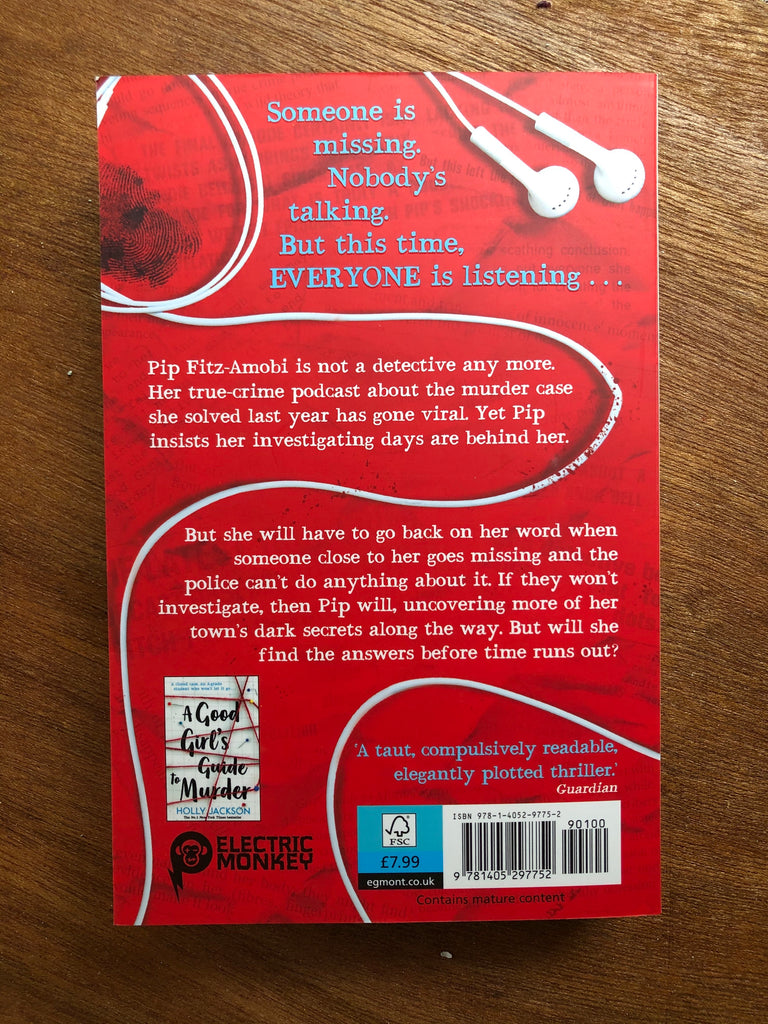 Someone is
missing.
Nobody's
talking.
But this time,
EVERYONE is listening . . .
Pip Fitz-Amobi is not a detective any more.
Her true-crime podcast about the murder case
she solved last year has gone viral. Yet Pip
insists her investigating days are behind her.
But she will have to go back on her word when
someone close to her goes missing and the
police can't do anything about it. If they won't
investigate, then Pip will, uncovering more of her
town's dark secrets along the way. But will she
find the answers before time runs out?
A Good
Girl's
Guide
to
Murder
HOLLY JACKSON
'A taut, compulsively readable,
elegantly plotted thriller.'
Guardian
ELECTRIC
MONKEY
FSC
£7.99
egmont.co.uk
ISBN 978-1-4052-9775-2
90100
9 781405 297752
Contains mature content